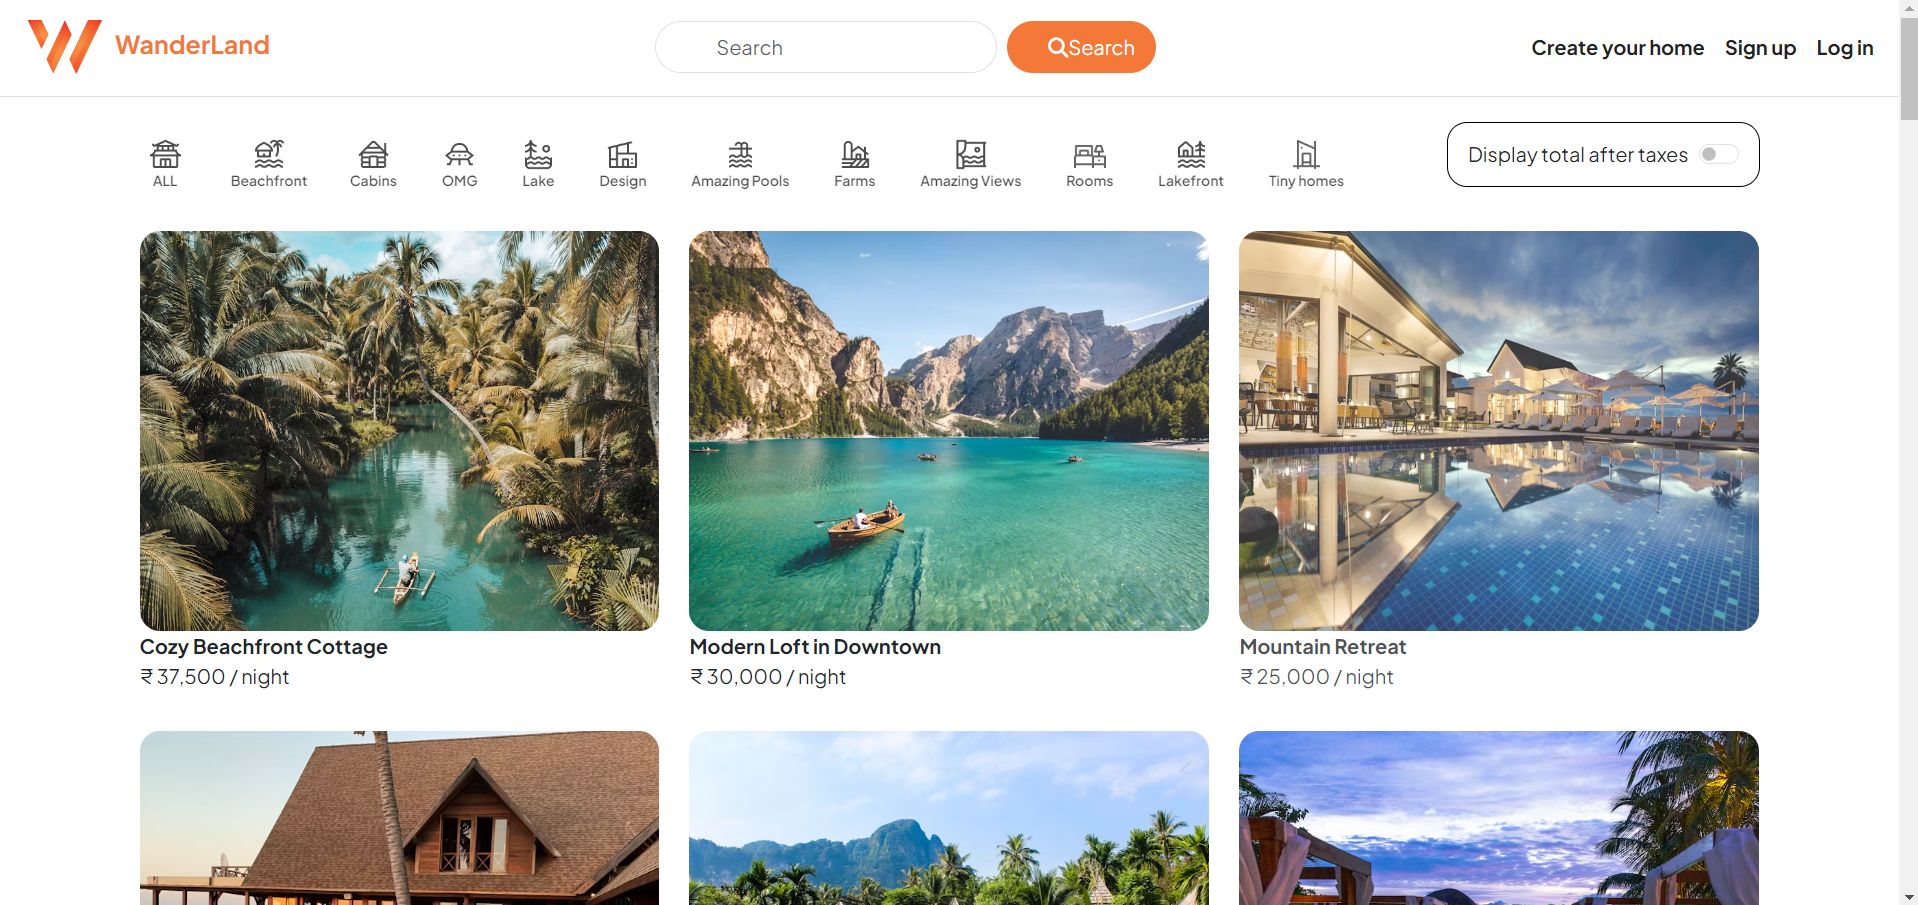 WanderLand
Search
Search
Create your home
Sign up
Log in
ALL
Beachfront
Cabins
OMG
Lake
Design
Amazing Pools
Farms
Amazing Views
Rooms
Lakefront
Tiny homes
Display total after taxes
Cozy Beachfront Cottage
₹ 37,500 / night
Modern Loft in Downtown
₹ 30,000 / night
Mountain Retreat
₹ 25,000 / night